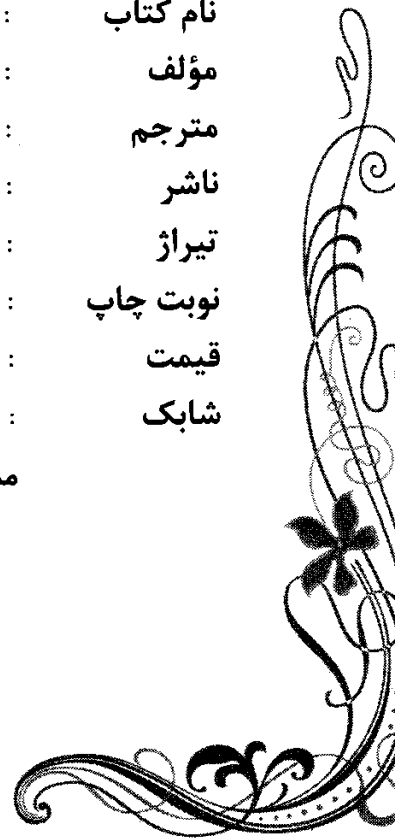 نام کتاب :
مؤلف :
مترجم :
ناشر :
تیراژ :
نوبت چاپ :
قیمت :
شابک :